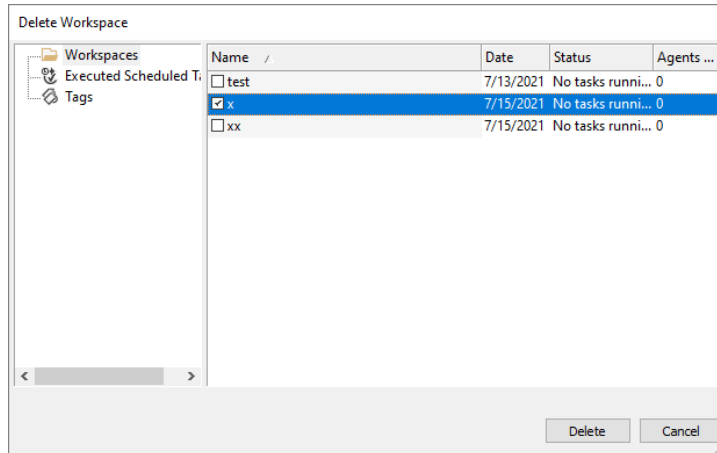 Delete Workspace
Workspaces
Executed Scheduled Ta
Tags
Name Date Status Agents ...
test 7/13/2021 No tasks runni... 0
x 7/15/2021 No tasks runni... 0
xx 7/15/2021 No tasks runni... 0
Delete Cancel